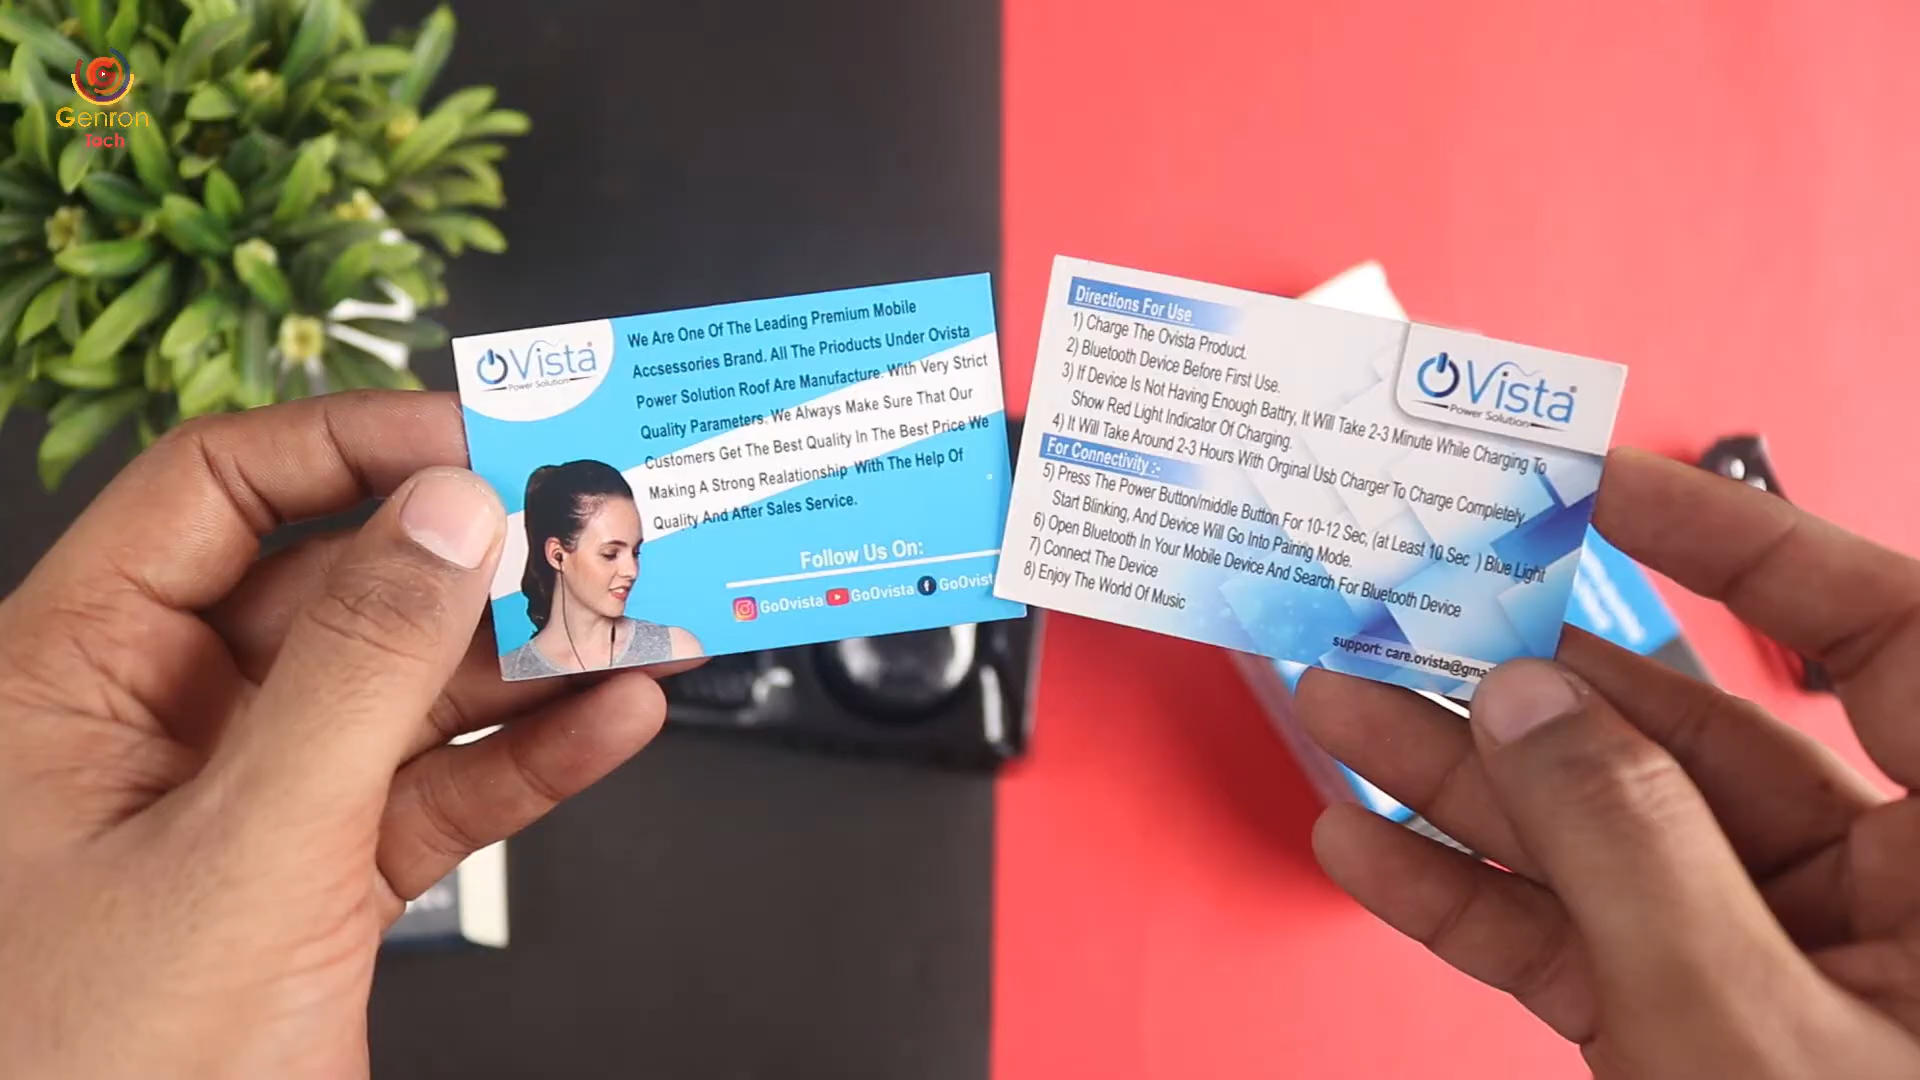 Genron
Tech
OVista
Power Solution
We Are One Of The Leading Premium Mobile
Accsessories Brand. All The Prioducts Under Ovista
Power Solution Roof Are Manufacture. With Very Strict
Quality Parameters. We Always Make Sure That Our
Customers Get The Best Quality In The Best Price We
Making A Strong Realationship With The Help Of
Quality And After Sales Service.
Follow Us On:
GoOvista GoOvista GoOvist
Directions For Use
1) Charge The Ovista Product.
2) Bluetooth Device Before First Use.
3) If Device Is Not Having Enough Battry, It Will Take 2-3 Minute While Charging To
Show Red Light Indicator Of Charging.
4) It Will Take Around 2-3 Hours With Orginal Usb Charger To Charge Completely
For Connectivity :-
5) Press The Power Button/middle Button For 10-12 Sec, (at Least 10 Sec ) Blue Light
Start Blinking, And Device Will Go Into Pairing Mode.
6) Open Bluetooth In Your Mobile Device And Search For Bluetooth Device
7) Connect The Device
8) Enjoy The World Of Music
support: care.ovista@gma
OVista
Power Solution